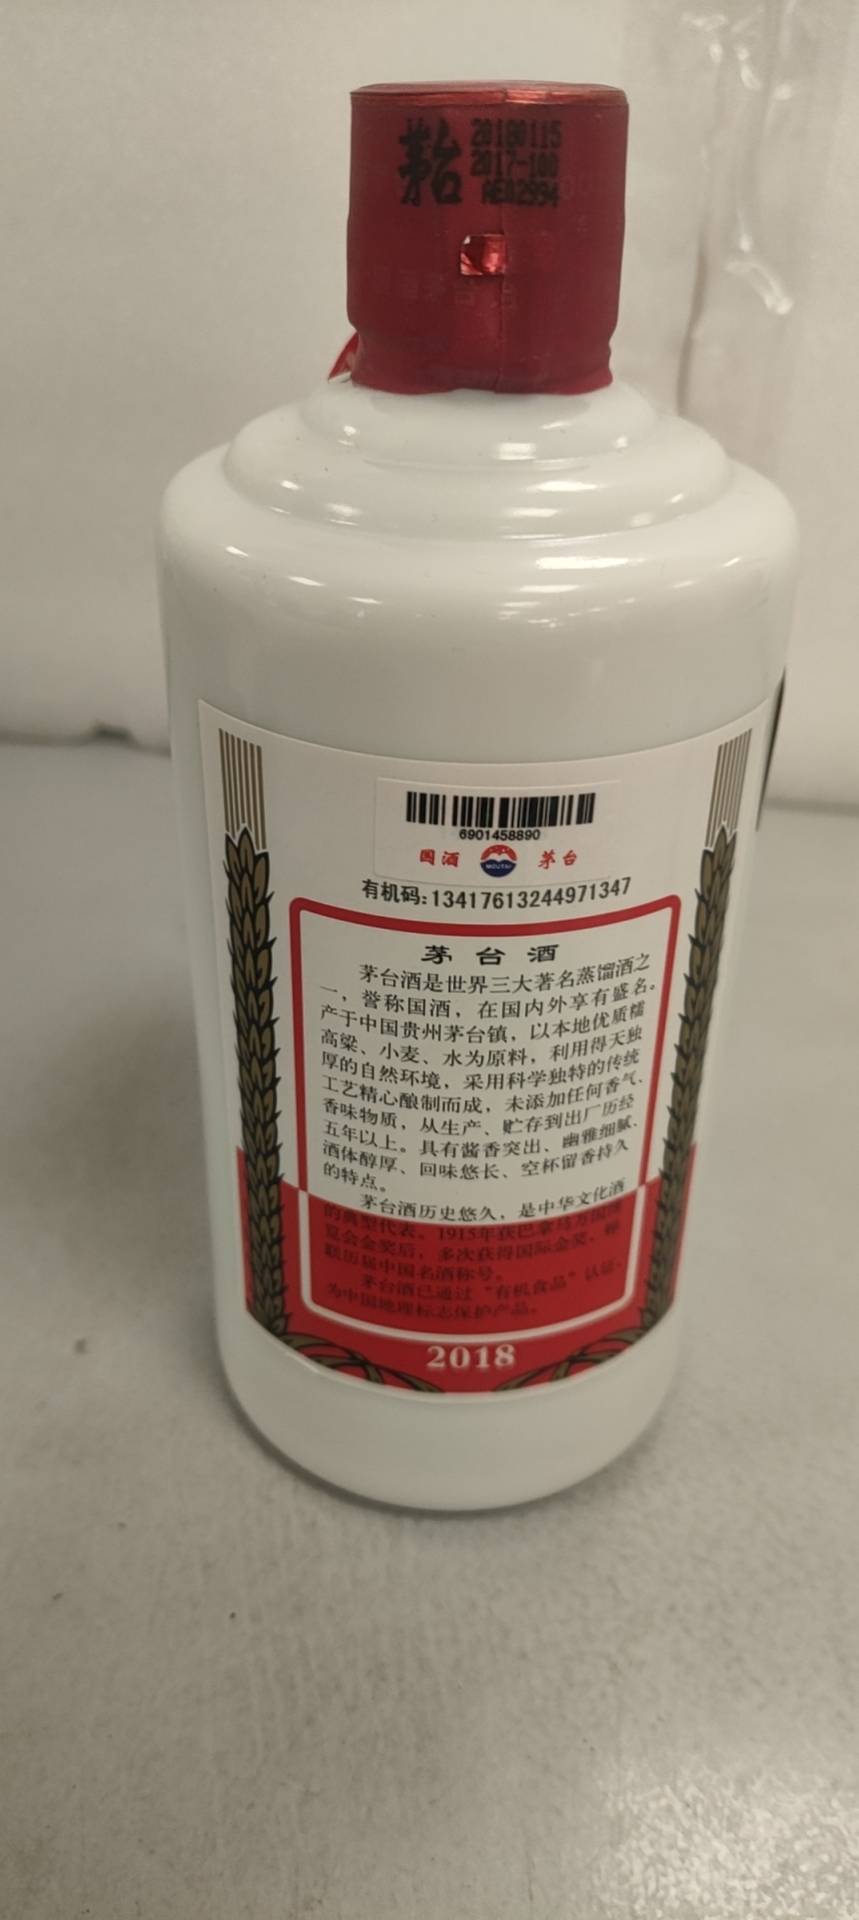 茅台
20180115
2017-100
AE02994
6901458890
国酒
MOUTAI
茅台
有机码:13417613244971347
茅台酒
茅台酒是世界三大著名蒸馏酒之
一，誉称国酒，在国内外享有盛名。
产于中国贵州茅台镇，以本地优质糯
高粱、小麦、水为原料，利用得天独
厚的自然环境，采用科学独特的传统
工艺精心酿制而成，未添加任何香气、
香味物质，从生产、贮存到出厂历经
五年以上。具有酱香突出、幽雅细腻、
酒体醇厚、回味悠长、空杯留香持久
的特点。
茅台酒历史悠久，是中华文化酒
的典型代表。1915年获巴拿马万国博
览会金奖后，多次获得国际金奖、蝉
联历届中国名酒称号。
茅台酒已通过“有机食品”认证、
为中国地理标志保护产品。
2018